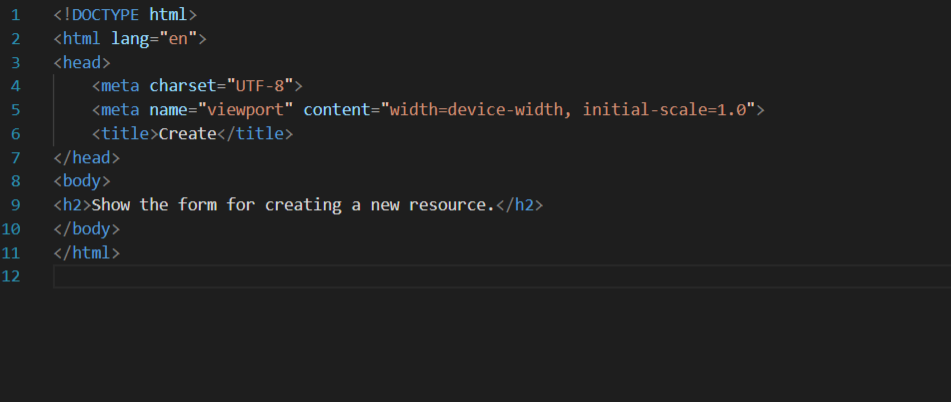 1 <!DOCTYPE html>
2 <html lang="en">
3 <head>
4     <meta charset="UTF-8">
5     <meta name="viewport" content="width=device-width, initial-scale=1.0">
6     <title>Create</title>
7 </head>
8 <body>
9 <h2>Show the form for creating a new resource.</h2>
10 </body>
11 </html>
12